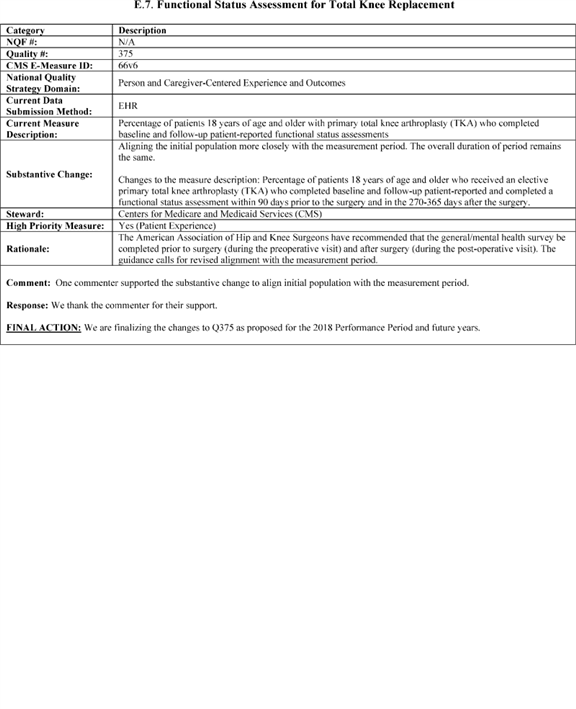 E.7. Functional Status Assessment for Total Knee Replacement
Category Description
NQF #: N/A
Quality #: 375
CMS E-Measure ID: 66v6
National Quality
Strategy Domain: Person and Caregiver-Centered Experience and Outcomes
Current Data
Submission Method: EHR
Current Measure
Description: Percentage of patients 18 years of age and older with primary total knee arthroplasty (TKA) who completed
baseline and follow-up patient-reported functional status assessments
Substantive Change: Aligning the initial population more closely with the measurement period. The overall duration of period remains
the same.
Changes to the measure description: Percentage of patients 18 years of age and older who received an elective
primary total knee arthroplasty (TKA) who completed baseline and follow-up patient-reported and completed a
functional status assessment within 90 days prior to the surgery and in the 270-365 days after the surgery.
Steward: Centers for Medicare and Medicaid Services (CMS)
High Priority Measure: Yes (Patient Experience)
Rationale: The American Association of Hip and Knee Surgeons have recommended that the general/mental health survey be
completed prior to surgery (during the preoperative visit) and after surgery (during the post-operative visit). The
guidance calls for revised alignment with the measurement period.
Comment: One commenter supported the substantive change to align initial population with the measurement period.
Response: We thank the commenter for their support.
FINAL ACTION: We are finalizing the changes to Q375 as proposed for the 2018 Performance Period and future years.